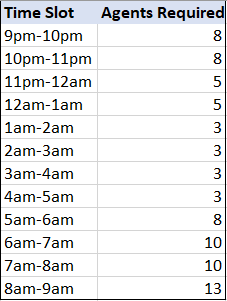 Time Slot Agents Required
9pm-10pm 8
10pm-11pm 8
11pm-12am 5
12am-1am 5
1am-2am 3
2am-3am 3
3am-4am 3
4am-5am 3
5am-6am 8
6am-7am 10
7am-8am 10
8am-9am 13